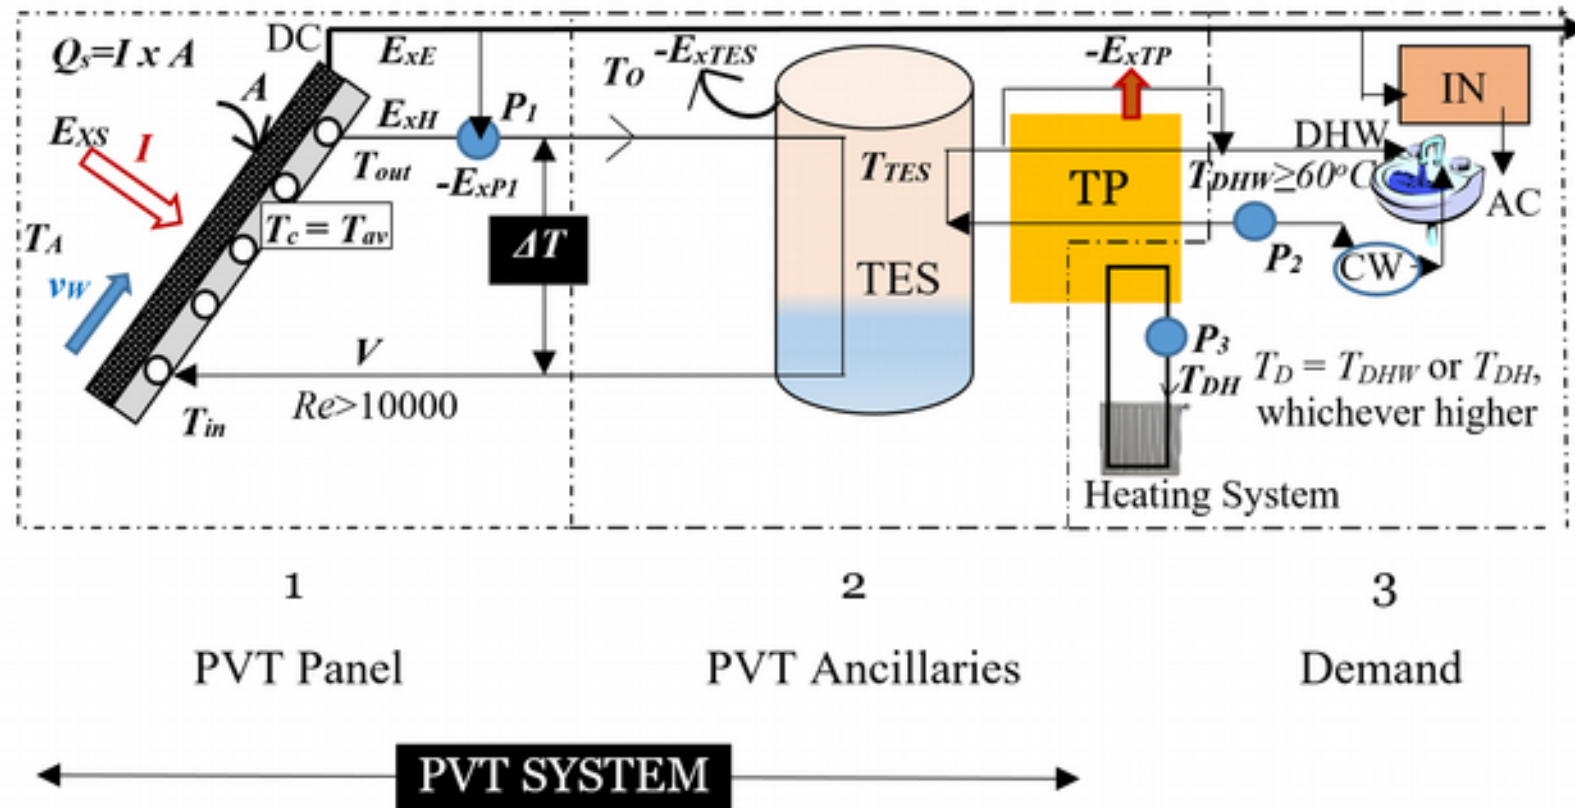 Qs=I x A
DC
ExE
A
ExH
P1
EXS
I
Tout
-ExP1
Tc = Tav
TA
vW
ΔT
V
Re>10000
Tin
TO
-ExTES
TTES
TES
-ExTP
TP
IN
DHW
TDHW≥60°C
AC
P2
CW
P3
TDH
TD = TDHW or TDH,
whichever higher
Heating System
1
2
3
PVT Panel
PVT Ancillaries
Demand
PVT SYSTEM